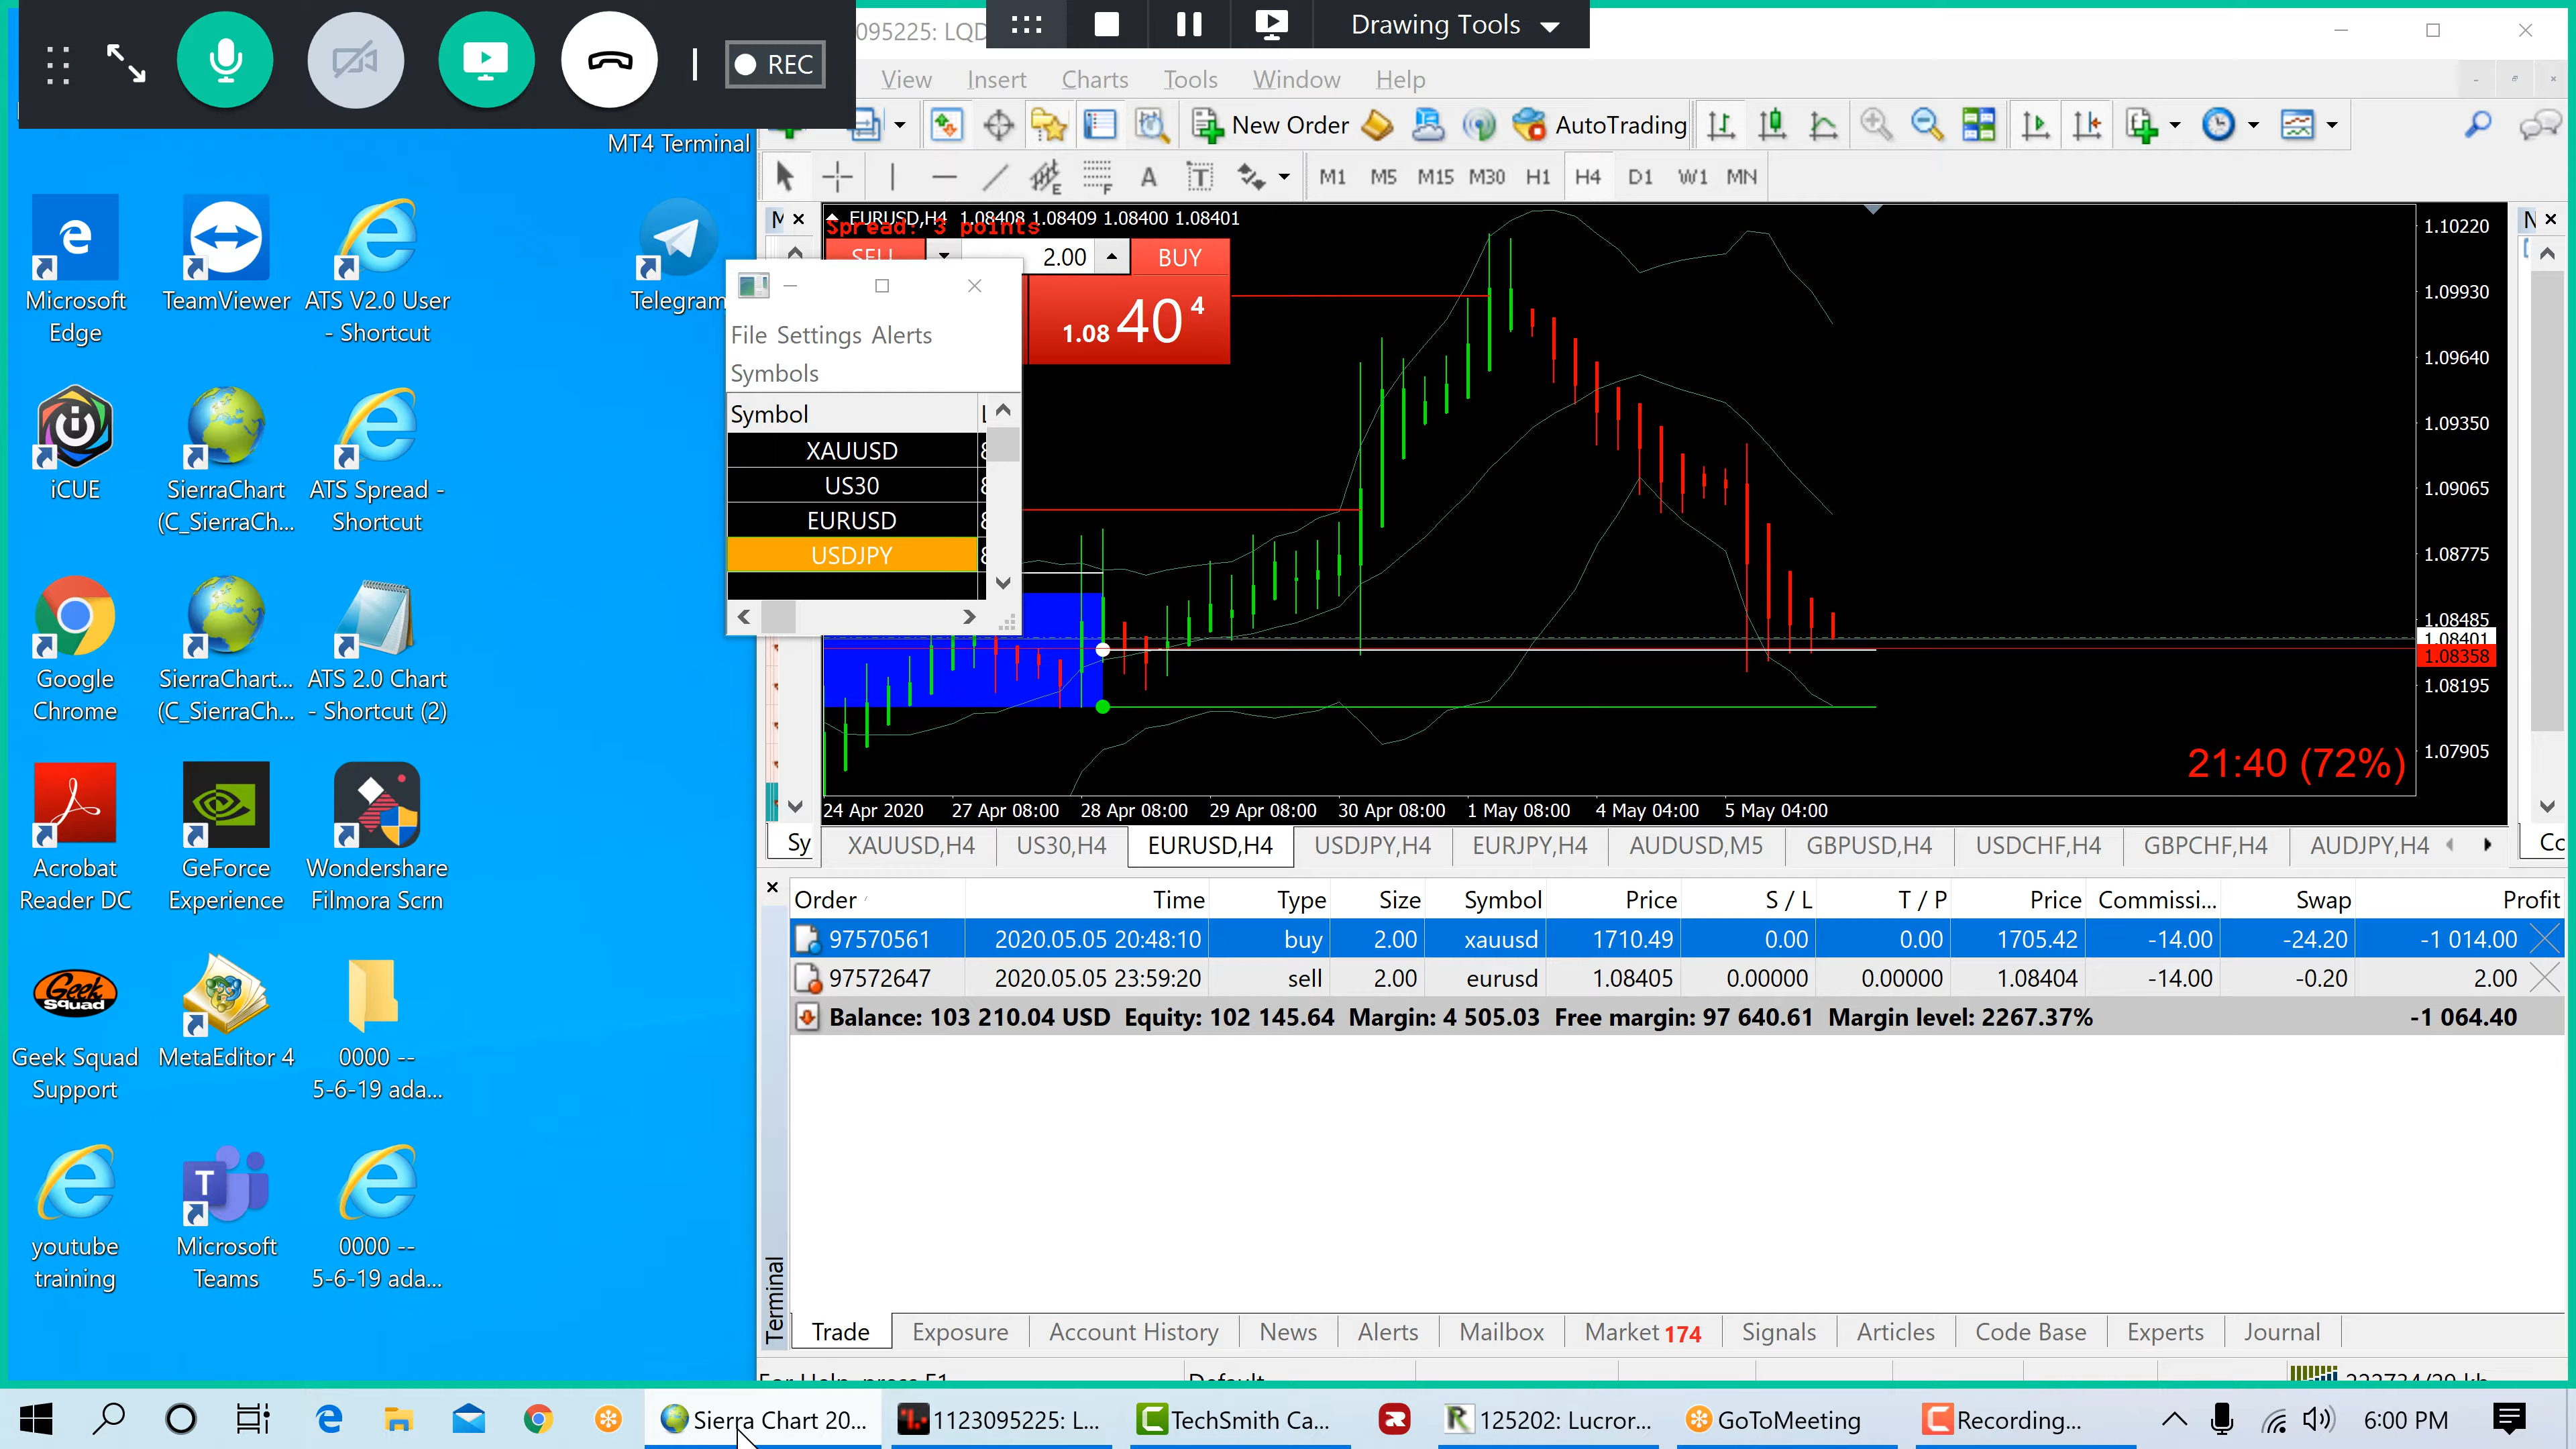 REC
095225: LQD
Drawing Tools
View Insert Charts Tools Window Help
New Order
AutoTrading
M1 M5 M15 M30 H1 H4 D1 W1 MN
MT4 Terminal
Microsoft Edge
TeamViewer
ATS V2.0 User - Shortcut
Telegram
iCUE
SierraChart (C_SierraCh...
ATS Spread - Shortcut
Google Chrome
SierraChart... (C_SierraCh...
ATS 2.0 Chart - Shortcut (2)
Acrobat Reader DC
GeForce Experience
Wondershare Filmora Scrn
Geek Squad
Geek Squad Support
MetaEditor 4
0000 -- 5-6-19 ada...
youtube training
Microsoft Teams
0000 -- 5-6-19 ada...
EURUSD,H4 1.08408 1.08409 1.08400 1.08401
Spread: 3 points
SELL 2.00 BUY
1.08 40 4
File Settings Alerts
Symbols
Symbol
XAUUSD
US30
EURUSD
USDJPY
1.10220
1.09930
1.09640
1.09350
1.09065
1.08775
1.08485
1.08401
1.08358
1.08195
1.07905
21:40 (72%)
24 Apr 2020 27 Apr 08:00 28 Apr 08:00 29 Apr 08:00 30 Apr 08:00 1 May 08:00 4 May 04:00 5 May 04:00
Sy XAUUSD,H4 US30,H4 EURUSD,H4 USDJPY,H4 EURJPY,H4 AUDUSD,M5 GBPUSD,H4 USDCHF,H4 GBPCHF,H4 AUDJPY,H4
Order Time Type Size Symbol Price S / L T / P Price Commissi... Swap Profit
97570561 2020.05.05 20:48:10 buy 2.00 xauusd 1710.49 0.00 0.00 1705.42 -14.00 -24.20 -1 014.00
97572647 2020.05.05 23:59:20 sell 2.00 eurusd 1.08405 0.00000 0.00000 1.08404 -14.00 -0.20 2.00
Balance: 103 210.04 USD Equity: 102 145.64 Margin: 4 505.03 Free margin: 97 640.61 Margin level: 2267.37% -1 064.40
Terminal
Trade Exposure Account History News Alerts Mailbox Market 174 Signals Articles Code Base Experts Journal
For Help, press F1 Default
Sierra Chart 20... 1123095225: L... TechSmith Ca... 125202: Lucror... GoToMeeting Recording... 6:00 PM